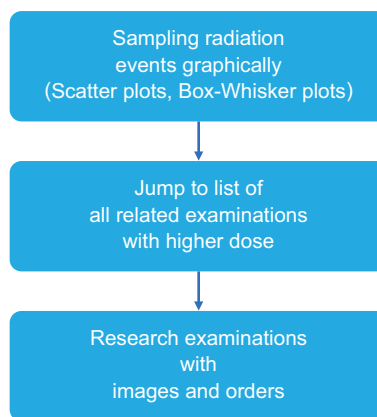 Sampling radiation
events graphically
(Scatter plots, Box-Whisker plots)
Jump to list of
all related examinations
with higher dose
Research examinations
with
images and orders